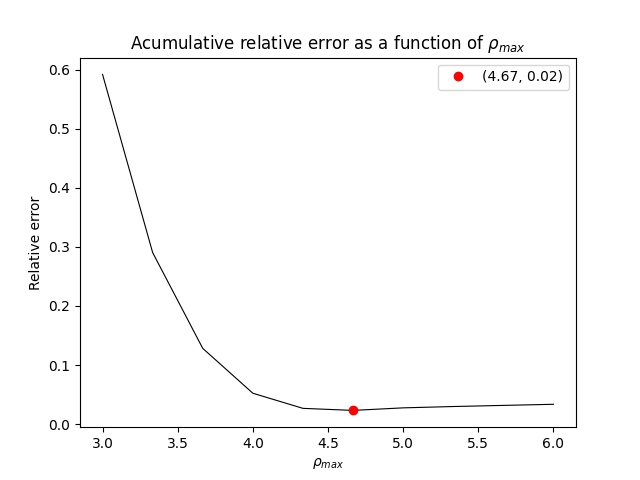 Acumulative relative error as a function of ρmax
(4.67, 0.02)
Relative error
0.6
0.5
0.4
0.3
0.2
0.1
0.0
3.0 3.5 4.0 4.5 5.0 5.5 6.0
ρmax